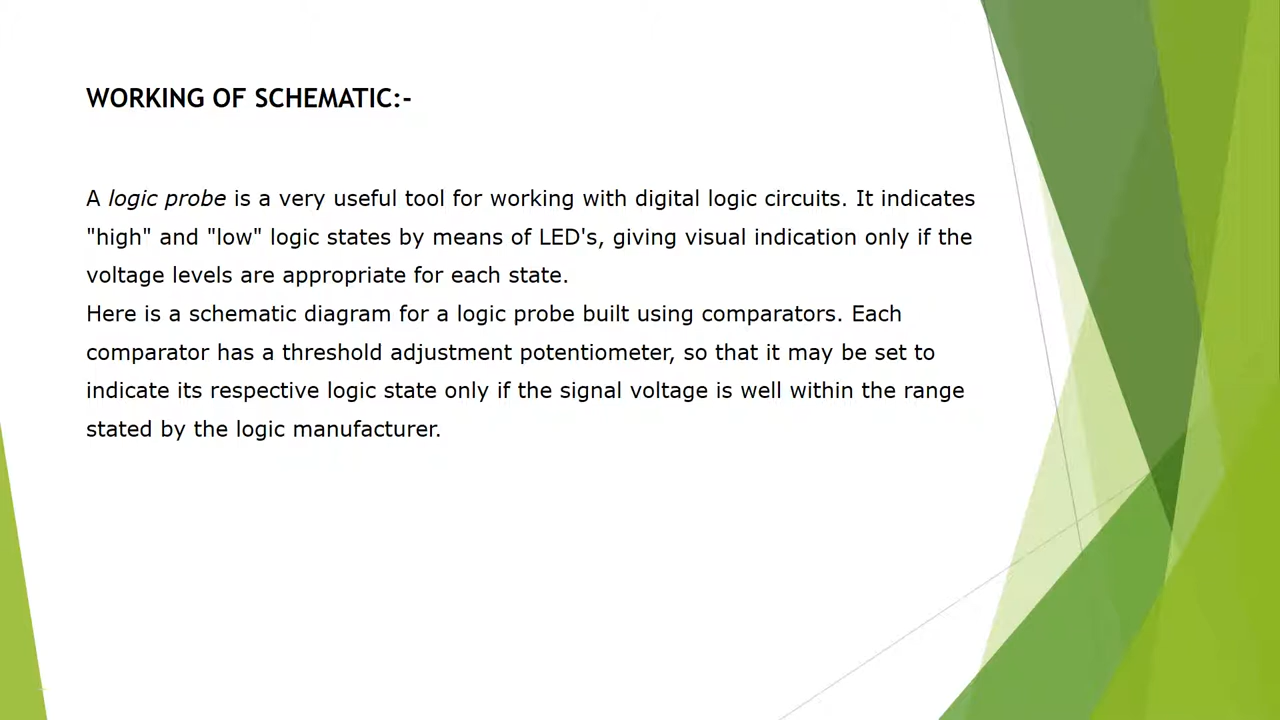 WORKING OF SCHEMATIC:-
A logic probe is a very useful tool for working with digital logic circuits. It indicates
"high" and "low" logic states by means of LED's, giving visual indication only if the
voltage levels are appropriate for each state.
Here is a schematic diagram for a logic probe built using comparators. Each
comparator has a threshold adjustment potentiometer, so that it may be set to
indicate its respective logic state only if the signal voltage is well within the range
stated by the logic manufacturer.